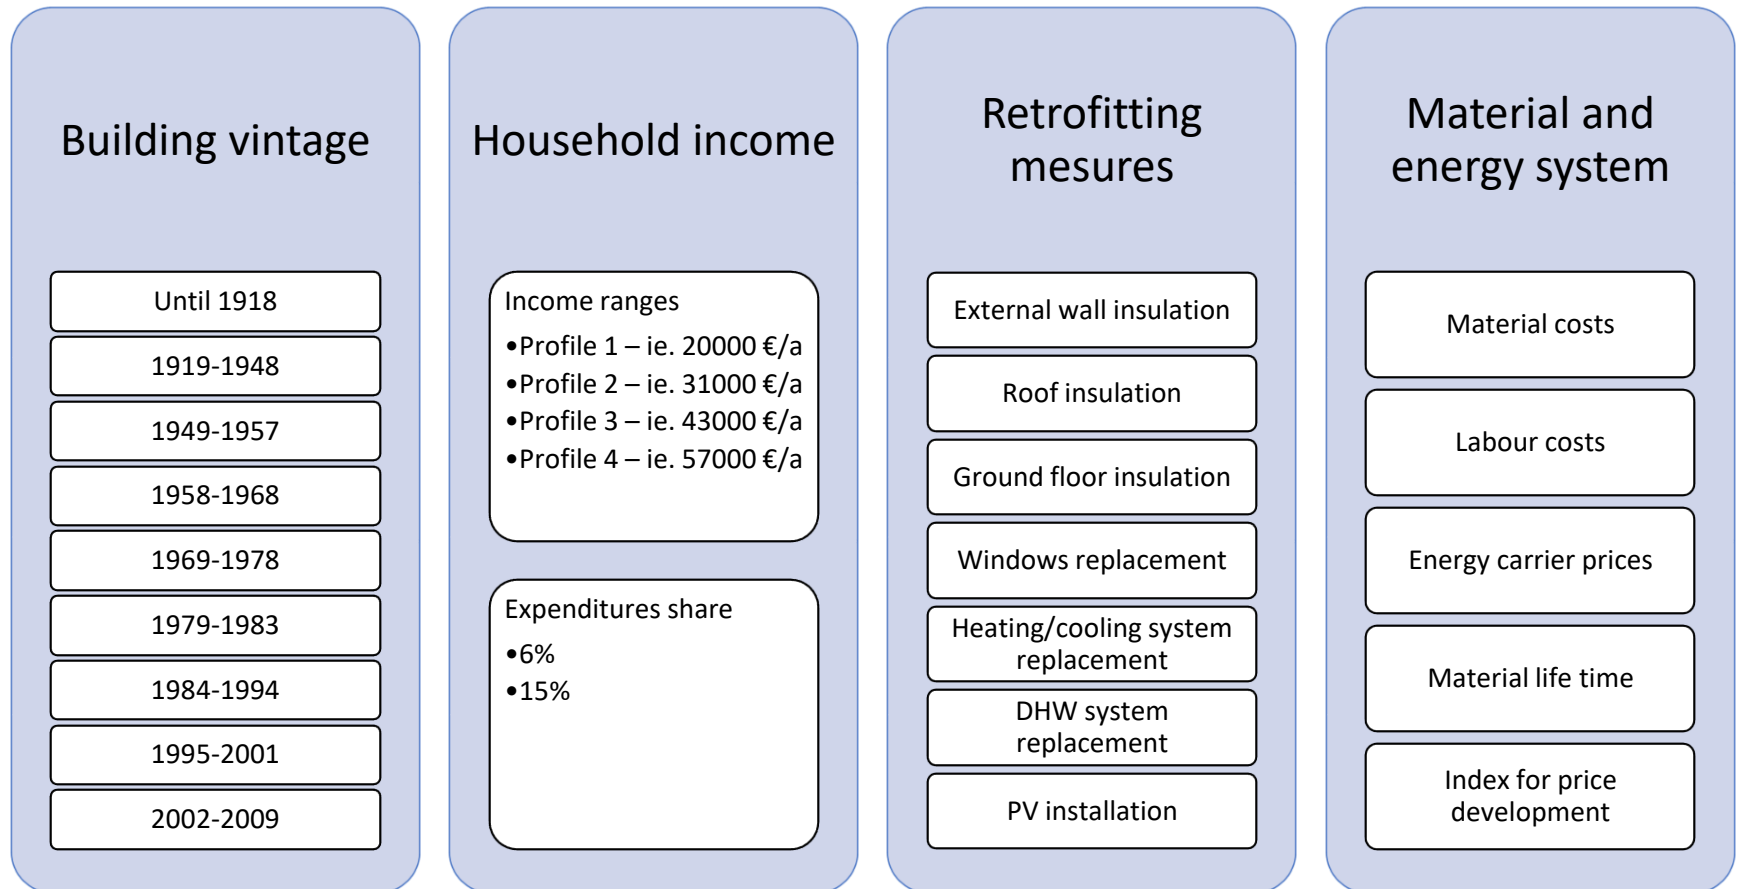 Building vintage
Until 1918
1919-1948
1949-1957
1958-1968
1969-1978
1979-1983
1984-1994
1995-2001
2002-2009
Household income
Income ranges
•Profile 1 – ie. 20000 €/a
•Profile 2 – ie. 31000 €/a
•Profile 3 – ie. 43000 €/a
•Profile 4 – ie. 57000 €/a
Expenditures share
•6%
•15%
Retrofitting
mesures
External wall insulation
Roof insulation
Ground floor insulation
Windows replacement
Heating/cooling system
replacement
DHW system
replacement
PV installation
Material and
energy system
Material costs
Labour costs
Energy carrier prices
Material life time
Index for price
development